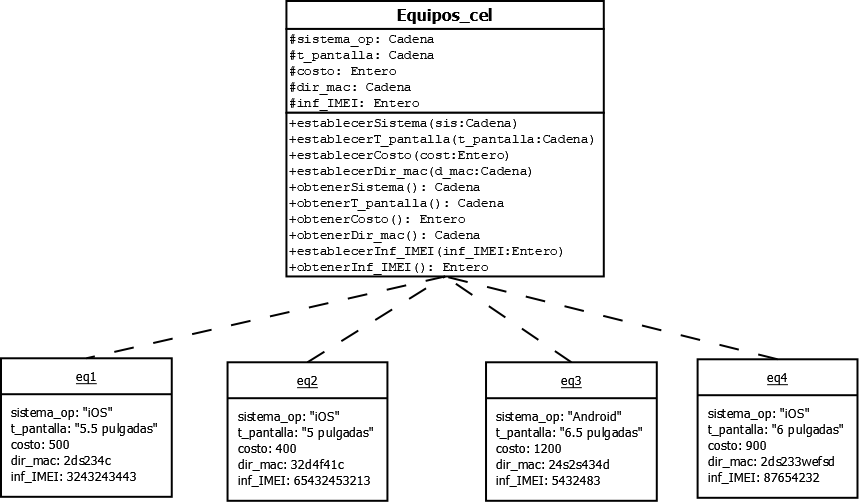 Equipos_cel
#sistema_op: Cadena
#t_pantalla: Cadena
#costo: Entero
#dir_mac: Cadena
#inf_IMEI: Entero
+establecerSistema(sis:Cadena)
+establecerT_pantalla(t_pantalla:Cadena)
+establecerCosto(cost:Entero)
+establecerDir_mac(d_mac:Cadena)
+obtenerSistema(): Cadena
+obtenerT_pantalla(): Cadena
+obtenerCosto(): Entero
+obtenerDir_mac(): Cadena
+establecerInf_IMEI(inf_IMEI:Entero)
+obtenerInf_IMEI(): Entero
eq1
sistema_op: "iOS"
t_pantalla: "5.5 pulgadas"
costo: 500
dir_mac: 2ds234c
inf_IMEI: 3243243443
eq2
sistema_op: "iOS"
t_pantalla: "5 pulgadas"
costo: 400
dir_mac: 32d4f41c
inf_IMEI: 65432453213
eq3
sistema_op: "Android"
t_pantalla: "6.5 pulgadas"
costo: 1200
dir_mac: 24s2s434d
inf_IMEI: 5432483
eq4
sistema_op: "iOS"
t_pantalla: "6 pulgadas"
costo: 900
dir_mac: 2ds233wefsd
inf_IMEI: 87654232